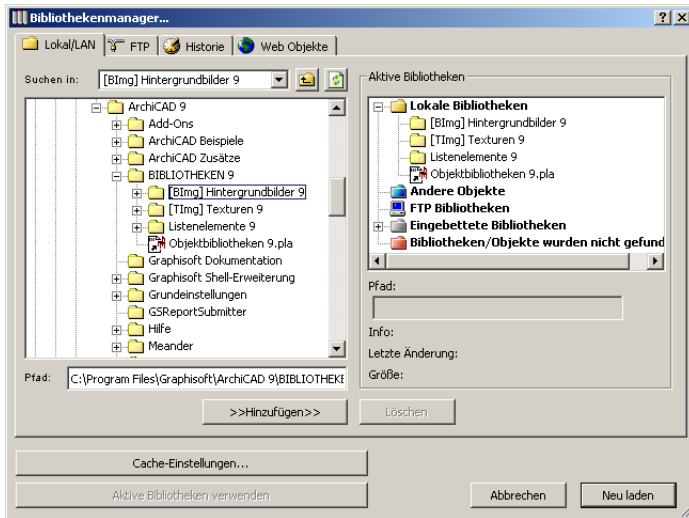 Bibliothekenmanager...
Lokal/LAN
FTP
Historie
Web Objekte
Suchen in:
[BImg] Hintergrundbilder 9
ArchiCAD 9
Add-Ons
ArchiCAD Beispiele
ArchiCAD Zusätze
BIBLIOTHEKEN 9
[BImg] Hintergrundbilder 9
[TImg] Texturen 9
Listenelemente 9
Objektbibliotheken 9.pla
Graphisoft Dokumentation
Graphisoft Shell-Erweiterung
Grundeinstellungen
GSReportSubmitter
Hilfe
Meander
Pfad:
C:\Program Files\Graphisoft\ArchiCAD 9\BIBLIOTHEKE
>>Hinzufügen>>
Aktive Bibliotheken
Lokale Bibliotheken
[BImg] Hintergrundbilder 9
[TImg] Texturen 9
Listenelemente 9
Objektbibliothek 9.pla
Andere Objekte
FTP Bibliotheken
Eingebettete Bibliotheken
Bibliotheken/Objekte wurden nicht gefund
Pfad:
Info:
Letzte Änderung:
Größe:
Löschen
Cache-Einstellungen...
Aktive Bibliotheken verwenden
Abbrechen
Neu laden